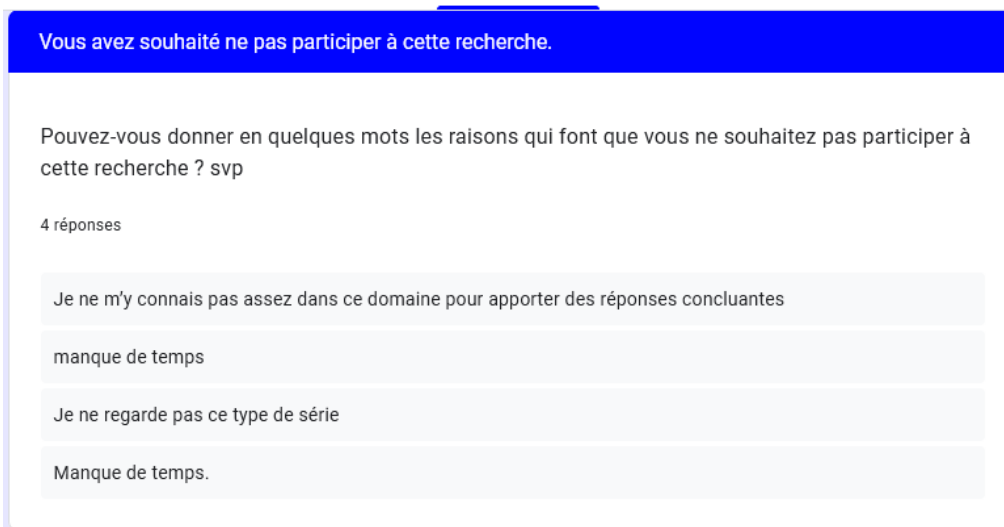 Vous avez souhaité ne pas participer à cette recherche.
Pouvez-vous donner en quelques mots les raisons qui font que vous ne souhaitez pas participer à
cette recherche ? svp
4 réponses
Je ne m'y connais pas assez dans ce domaine pour apporter des réponses concluantes
manque de temps
Je ne regarde pas ce type de série
Manque de temps.